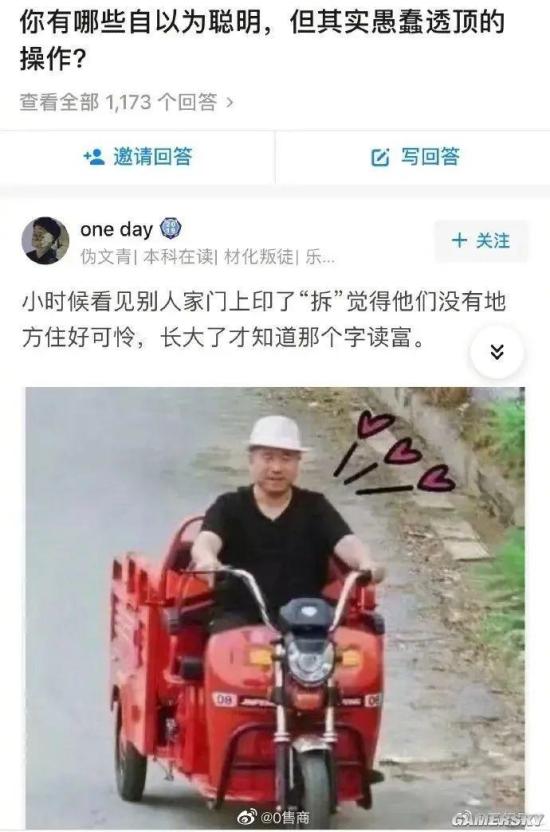 你有哪些自以为聪明，但其实愚蠢透顶的
操作?
查看全部 1,173 个回答 >
邀请回答
写回答
one day
伪文青| 本科在读| 材化叛徒| 乐...
+ 关注
小时候看见别人家门上印了“拆”觉得他们没有地
方住好可怜，长大了才知道那个字读富。
08
08
@0售商
GAMERSKY